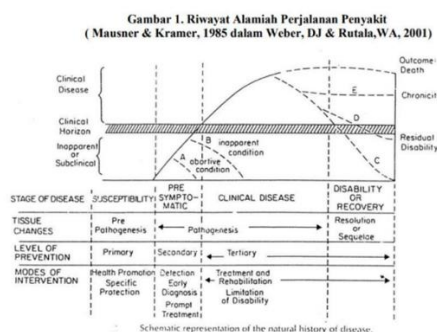 Gambar 1. Riwayat Alamiah Perjalanan Penyakit
( Mausner & Kramer, 1985 dalam Weber, DJ & Rutala,WA, 2001)
Clinical
Disease
Clinical
Horizon
Inapparent or
Subclinical
B inapparent
condition
A abortive
condition
Outcome:
Death
E
Chronicit
D
Residual
Disability
C
STAGE OF DISEASE
SUSCEPTIBILITY
PRE
SYMPTO-
MATIC
CLINICAL DISEASE
DISABILITY
OR
RECOVERY
TISSUE
CHANGES
Pre
Pathogenesis
Pathogenesis
Resolution
or
Sequelae
LEVEL OF
PREVENTION
Primary
Secondary
Tertiary
MODES OF
INTERVENTION
Health Promotion
Specific
Protection
Detection
Early
Diagnosis
Prompt
Treatment
Treatment and
Rehabilitation
Limitation
of Disability
Schematic representation of the natural history of disease.